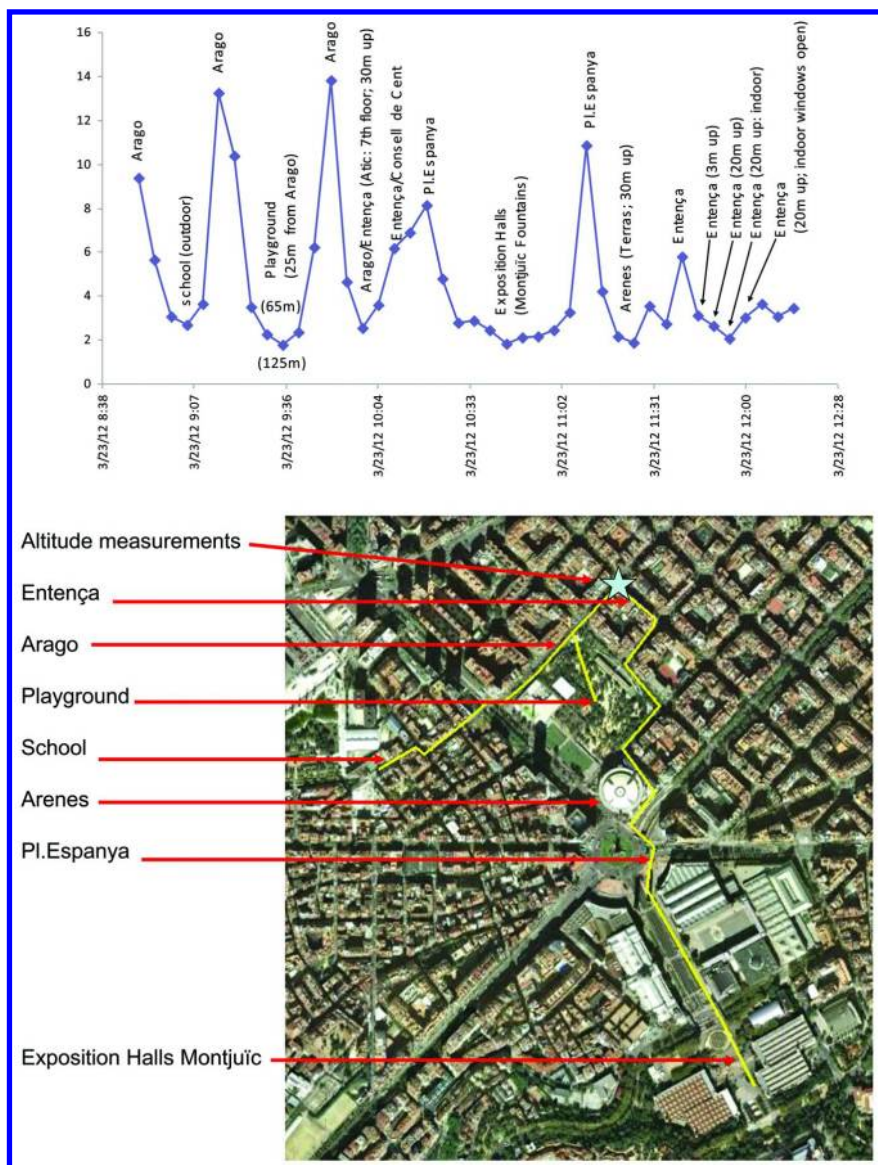 16
14
12
10
8
6
4
2
0
Arago
school (outdoor)
Arago
Playground
(25m from Arago)
(65m)
(125m)
Arago
Arago/Entença (Atic: 7th floor; 30m up)
Entença/Consell de Cent
Pl.Espanya
Exposition Halls
(Montjuïc Fountains)
Pl.Espanya
Arenes (Terras; 30m up)
Entença
Entença (3m up)
Entença (20m up)
Entença (20m up: indoor)
Entença
(20m up; indoor windows open)
3/23/12 8:38
3/23/12 9:07
3/23/12 9:36
3/23/12 10:04
3/23/12 10:33
3/23/12 11:02
3/23/12 11:31
3/23/12 12:00
3/23/12 12:28
Altitude measurements
Entença
Arago
Playground
School
Arenes
Pl.Espanya
Exposition Halls Montjuïc